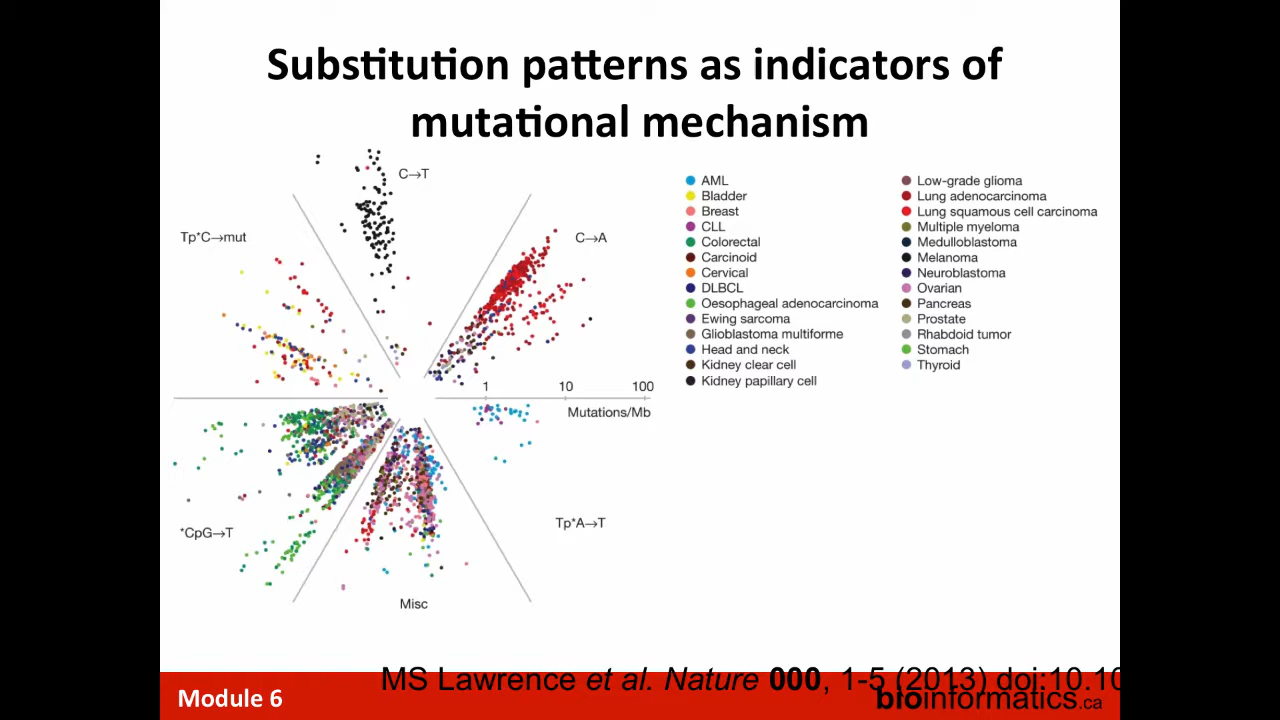 Substitution patterns as indicators of
mutational mechanism
C→T
Tp*C→mut
C→A
1
10
100
Mutations/Mb
*CpG→T
Tp*A→T
Misc
AML
Bladder
Breast
CLL
Colorectal
Carcinoid
Cervical
DLBCL
Oesophageal adenocarcinoma
Ewing sarcoma
Glioblastoma multiforme
Head and neck
Kidney clear cell
Kidney papillary cell
Low-grade glioma
Lung adenocarcinoma
Lung squamous cell carcinoma
Multiple myeloma
Medulloblastoma
Melanoma
Neuroblastoma
Ovarian
Pancreas
Prostate
Rhabdoid tumor
Stomach
Thyroid
MS Lawrence et al. Nature 000, 1-5 (2013) doi:10.10
Module 6
bioinformatics.ca